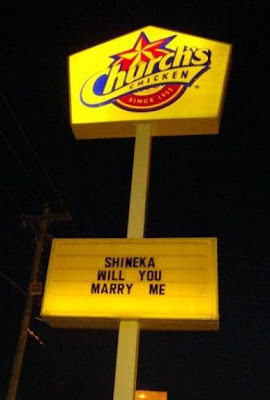 Church's
CHICKEN
SINCE 1952
SHINEKA
WILL YOU
MARRY ME